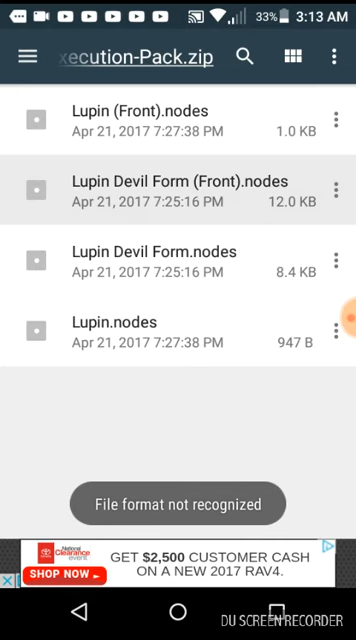 33% 3:13 AM
xecution-Pack.zip
Lupin (Front).nodes
Apr 21, 2017 7:27:38 PM 1.0 KB
Lupin Devil Form (Front).nodes
Apr 21, 2017 7:25:16 PM 12.0 KB
Lupin Devil Form.nodes
Apr 21, 2017 7:25:16 PM 8.4 KB
Lupin.nodes
Apr 21, 2017 7:27:38 PM 947 B
File format not recognized
National
Clearance
event
GET $2,500 CUSTOMER CASH
ON A NEW 2017 RAV4.
SHOP NOW
DU SCREEN RECORDER